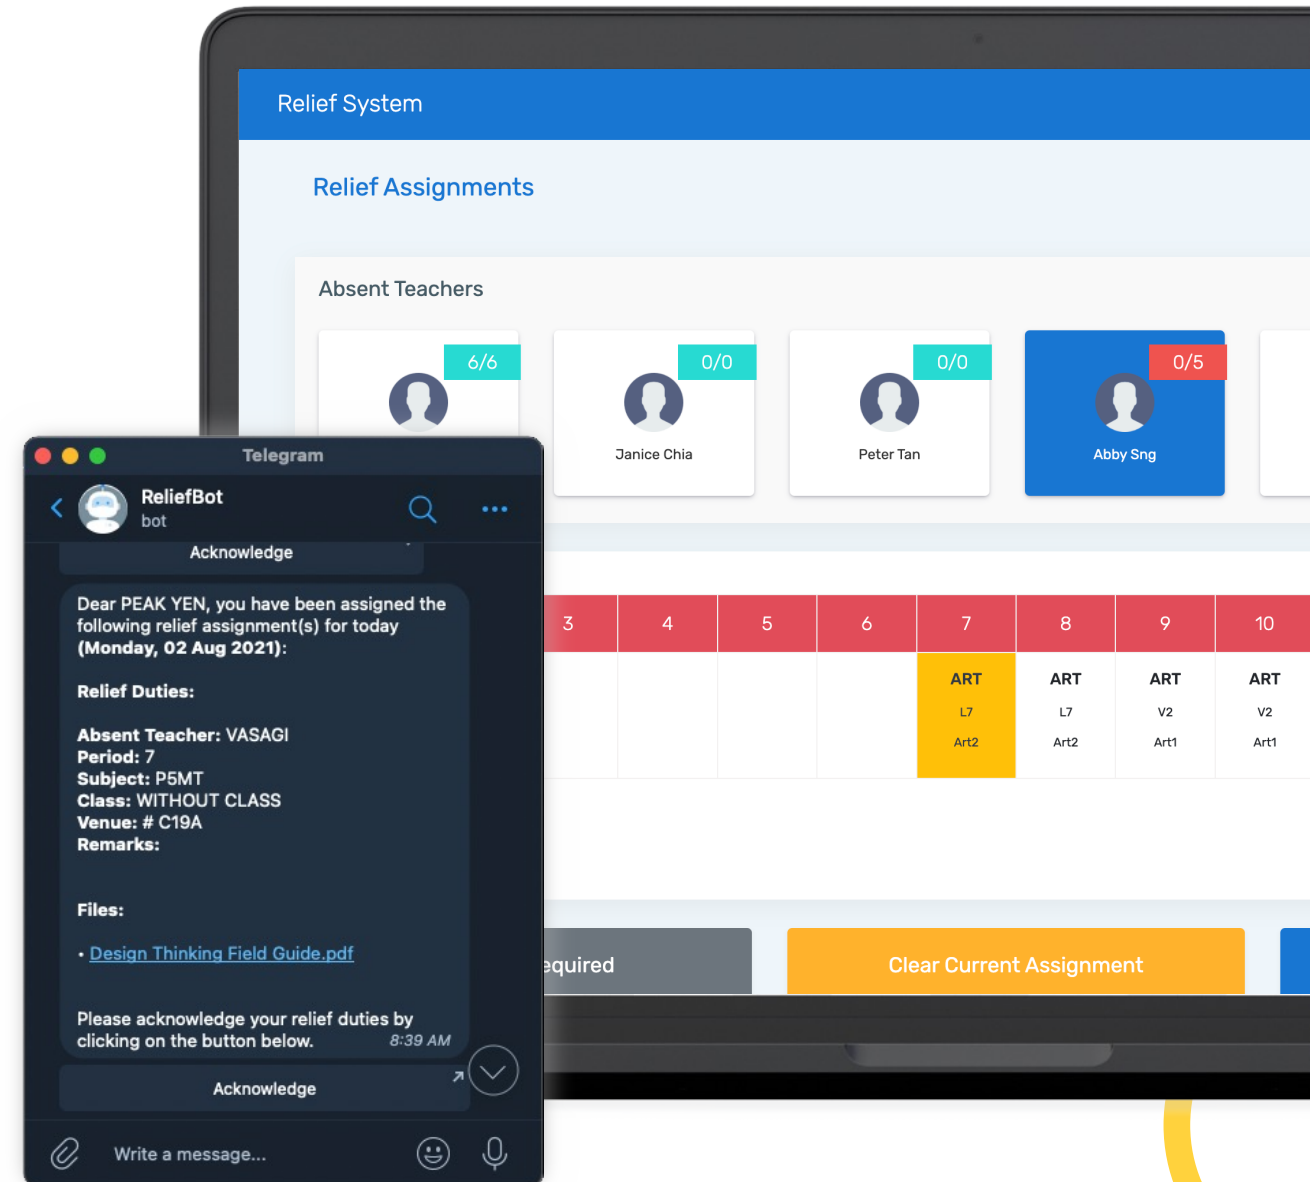 Relief System
Relief Assignments
Absent Teachers
6/6
0/0
0/0
0/5
Janice Chia
Peter Tan
Abby Sng
3 4 5 6 7 8 9 10
ART ART ART ART
L7 L7 V2 V2
Art2 Art2 Art1 Art1
equired
Clear Current Assignment
Telegram
ReliefBot
bot
Acknowledge
Dear PEAK YEN, you have been assigned the
following relief assignment(s) for today
(Monday, 02 Aug 2021):
Relief Duties:
Absent Teacher: VASAGI
Period: 7
Subject: P5MT
Class: WITHOUT CLASS
Venue: # C19A
Remarks:
Files:
• Design Thinking Field Guide.pdf
Please acknowledge your relief duties by
clicking on the button below. 8:39 AM
Acknowledge
Write a message...